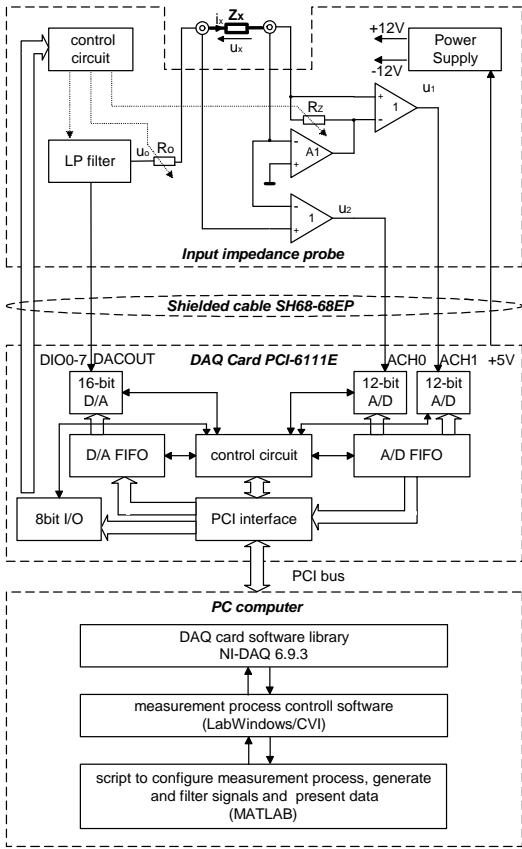 ix Zx
ux
control
circuit
+12V
-12V
Power
Supply
u1
RZ
1
A1
LP filter
uo Ro
u2
1
Input impedance probe
Shielded cable SH68-68EP
DIO0-7 DACOUT
DAQ Card PCI-6111E
ACH0 ACH1 +5V
16-bit
D/A
12-bit
A/D
12-bit
A/D
D/A FIFO
control circuit
A/D FIFO
8bit I/O
PCI interface
PCI bus
PC computer
DAQ card software library
NI-DAQ 6.9.3
measurement process controll software
(LabWindows/CVI)
script to configure measurement process, generate
and filter signals and present data
(MATLAB)